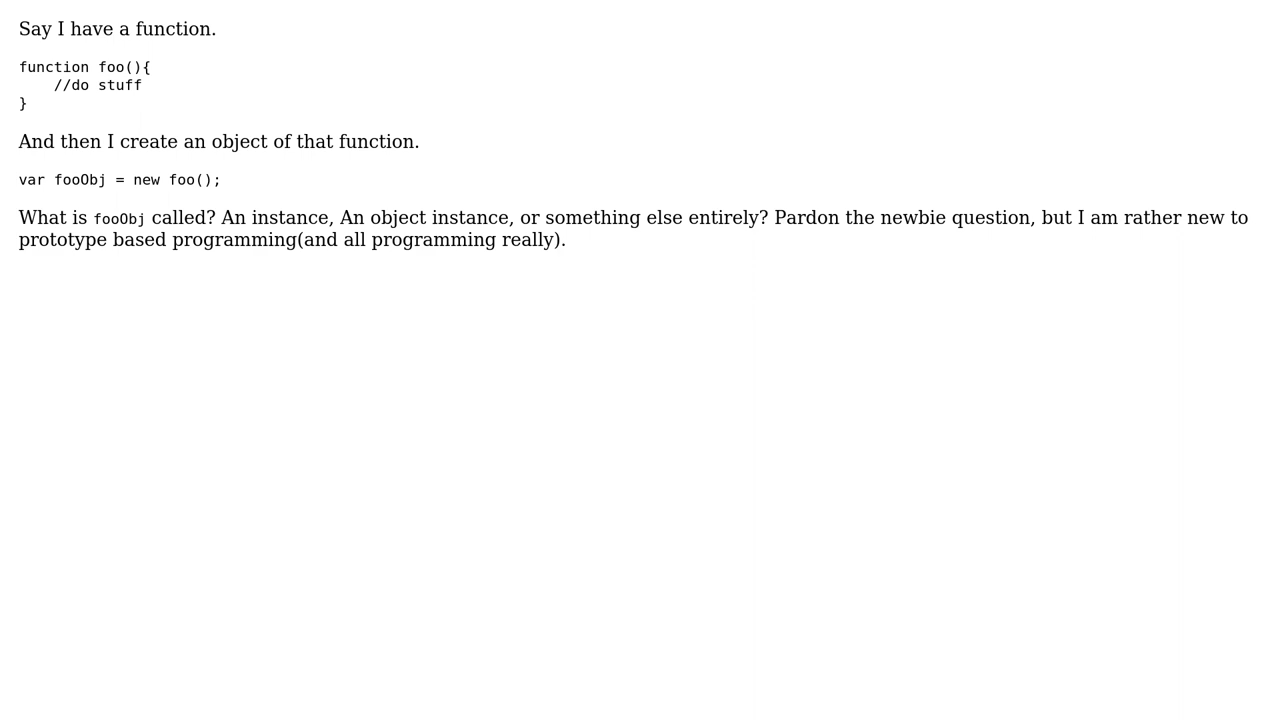 Say I have a function.
function foo(){
    //do stuff
}
And then I create an object of that function.
var fooObj = new foo();
What is fooObj called? An instance, An object instance, or something else entirely? Pardon the newbie question, but I am rather new to
prototype based programming(and all programming really).